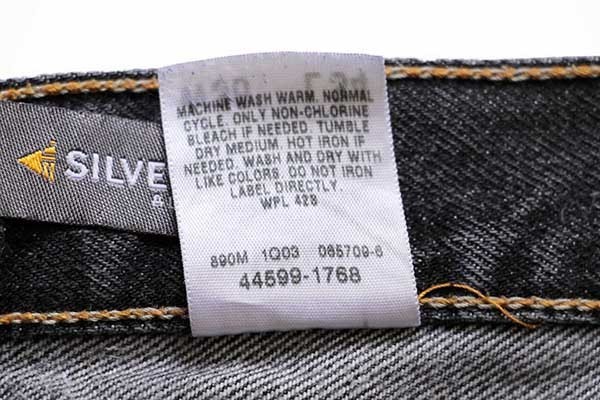 MACHINE WASH WARM. NORMAL
CYCLE. ONLY NON-CHLORINE
BLEACH IF NEEDED. TUMBLE
DRY MEDIUM. HOT IRON IF
NEEDED. WASH AND DRY WITH
LIKE COLORS. DO NOT IRON
LABEL DIRECTLY.
WPL 428
890M 1Q03 085709-6
44599-1768
SILVE